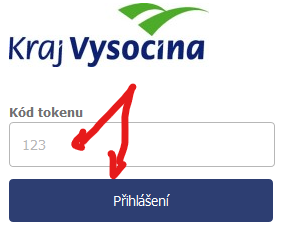 Kraj Vysočina
Kód tokenu
123
Přihlášení